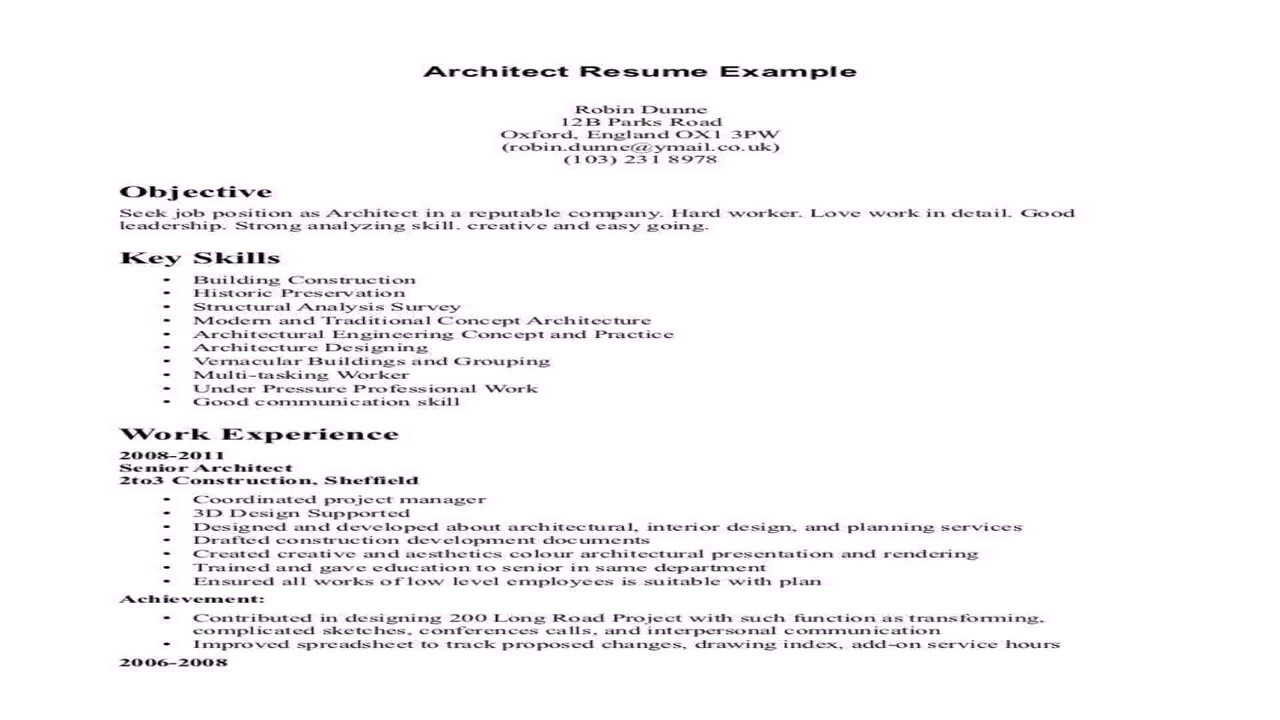 Architect Resume Example
Robin Dunne
12B Parks Road
Oxford, England OX1 3PW
(robin.dunne@ymail.co.uk)
(103) 231 8978
Objective
Seek job position as Architect in a reputable company. Hard worker. Love work in detail. Good
leadership. Strong analyzing skill. creative and easy going.
Key Skills
• Building Construction
• Historic Preservation
• Structural Analysis Survey
• Modern and Traditional Concept Architecture
• Architectural Engineering Concept and Practice
• Architecture Designing
• Vernacular Buildings and Grouping
• Multi-tasking Worker
• Under Pressure Professional Work
• Good communication skill
Work Experience
2008-2011
Senior Architect
2to3 Construction, Sheffield
• Coordinated project manager
• 3D Design Supported
• Designed and developed about architectural, interior design, and planning services
• Drafted construction development documents
• Created creative and aesthetics colour architectural presentation and rendering
• Trained and gave education to senior in same department
• Ensured all works of low level employees is suitable with plan
Achievement:
• Contributed in designing 200 Long Road Project with such function as transforming,
complicated sketches, conferences calls, and interpersonal communication
• Improved spreadsheet to track proposed changes, drawing index, add-on service hours
2006-2008